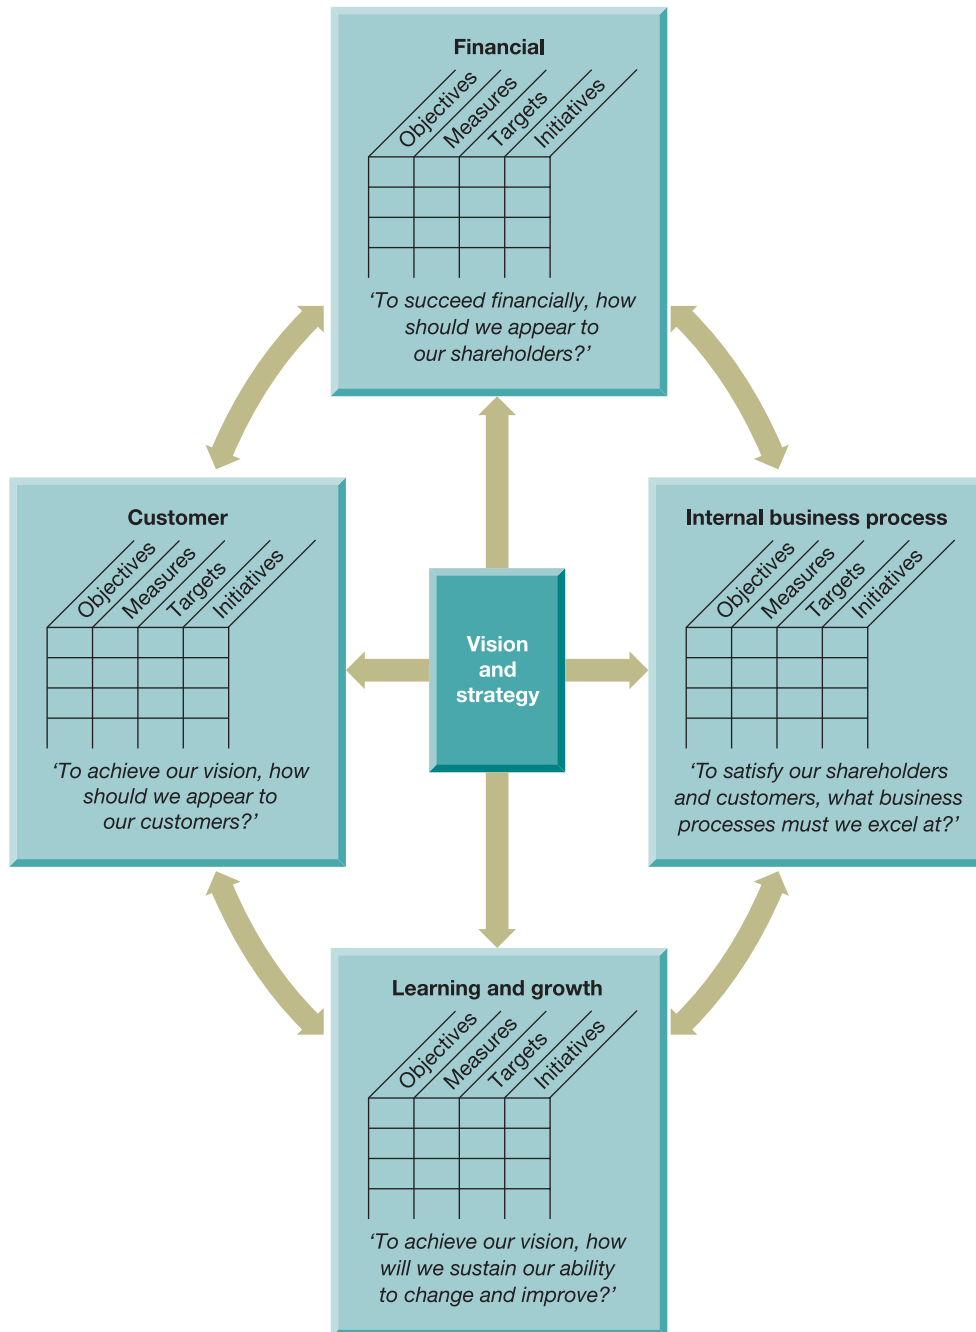 Financial
Objectives
Measures
Targets
Initiatives
‘To succeed financially, how
should we appear to
our shareholders?’
Customer
Objectives
Measures
Targets
Initiatives
‘To achieve our vision, how
should we appear to
our customers?’
Vision
and
strategy
Internal business process
Objectives
Measures
Targets
Initiatives
‘To satisfy our shareholders
and customers, what business
processes must we excel at?’
Learning and growth
Objectives
Measures
Targets
Initiatives
‘To achieve our vision, how
will we sustain our ability
to change and improve?’